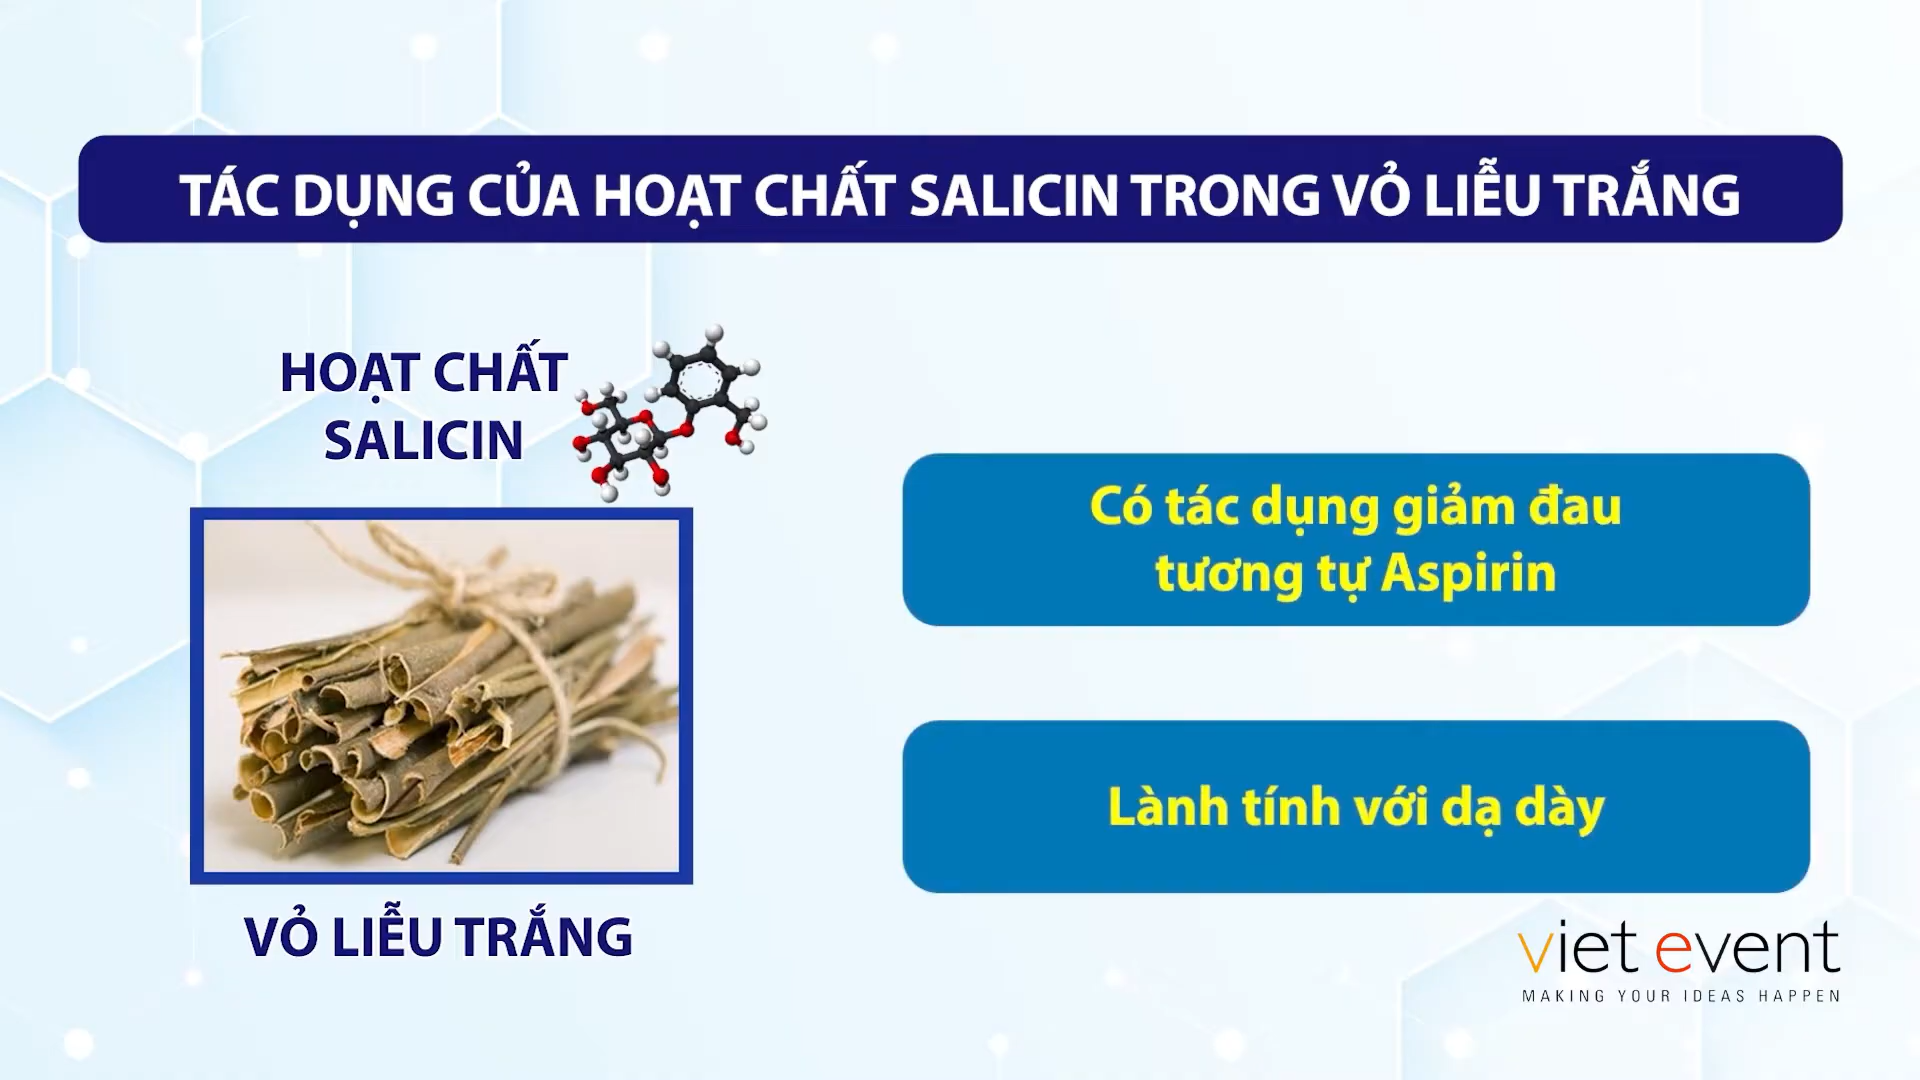 TÁC DỤNG CỦA HOẠT CHẤT SALICIN TRONG VỎ LIỄU TRẮNG
HOẠT CHẤT
SALICIN
VỎ LIỄU TRẮNG
Có tác dụng giảm đau
tương tự Aspirin
Lành tính với dạ dày
viet event
MAKING YOUR IDEAS HAPPEN